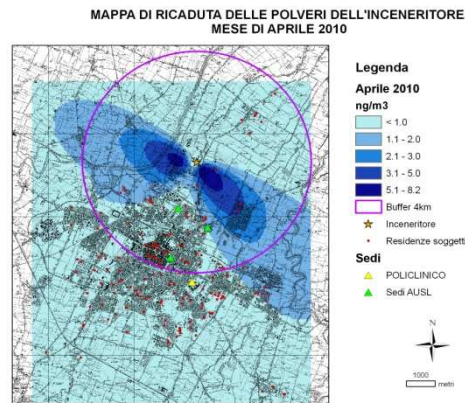 MAPPA DI RICADUTA DELLE POLVERI DELL'INCENERITORE
MESE DI APRILE 2010
Legenda
Aprile 2010
ng/m3
< 1.0
1.1 - 2.0
2.1 - 3.0
3.1 - 5.0
5.1 - 8.2
Buffer 4km
Inceneritore
Residenze soggetti
Sedi
POLICLINICO
Sedi AUSL
N
1000
metri